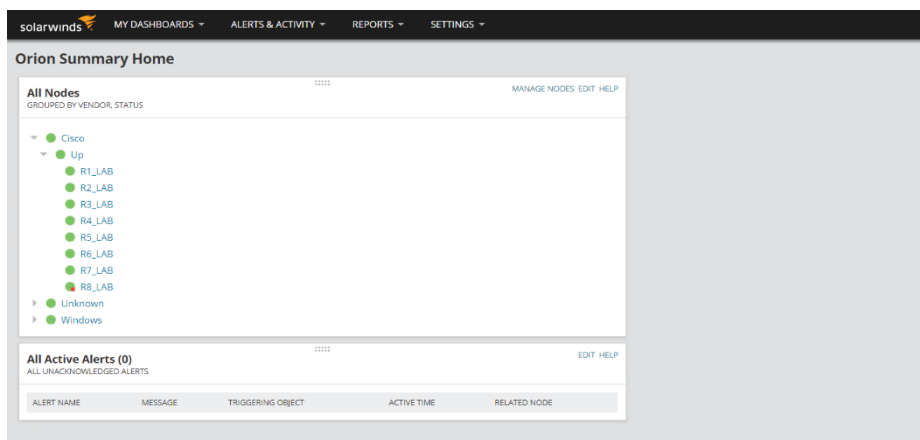 solarwinds MY DASHBOARDS ALERTS & ACTIVITY REPORTS SETTINGS
Orion Summary Home
All Nodes MANAGE NODES EDIT HELP
GROUPED BY VENDOR, STATUS
Cisco
Up
R1_LAB
R2_LAB
R3_LAB
R4_LAB
R5_LAB
R6_LAB
R7_LAB
R8_LAB
Unknown
Windows
All Active Alerts (0) EDIT HELP
ALL UNACKNOWLEDGED ALERTS
ALERT NAME MESSAGE TRIGGERING OBJECT ACTIVE TIME RELATED NODE